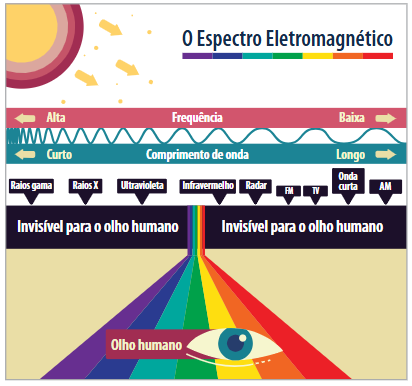 O Espectro Eletromagnético
Alta Frequência Baixa
Curto Comprimento de onda Longo
Raios gama Raios X Ultravioleta Infravermelho Radar FM TV Onda curta AM
Invisível para o olho humano Invisível para o olho humano
Olho humano